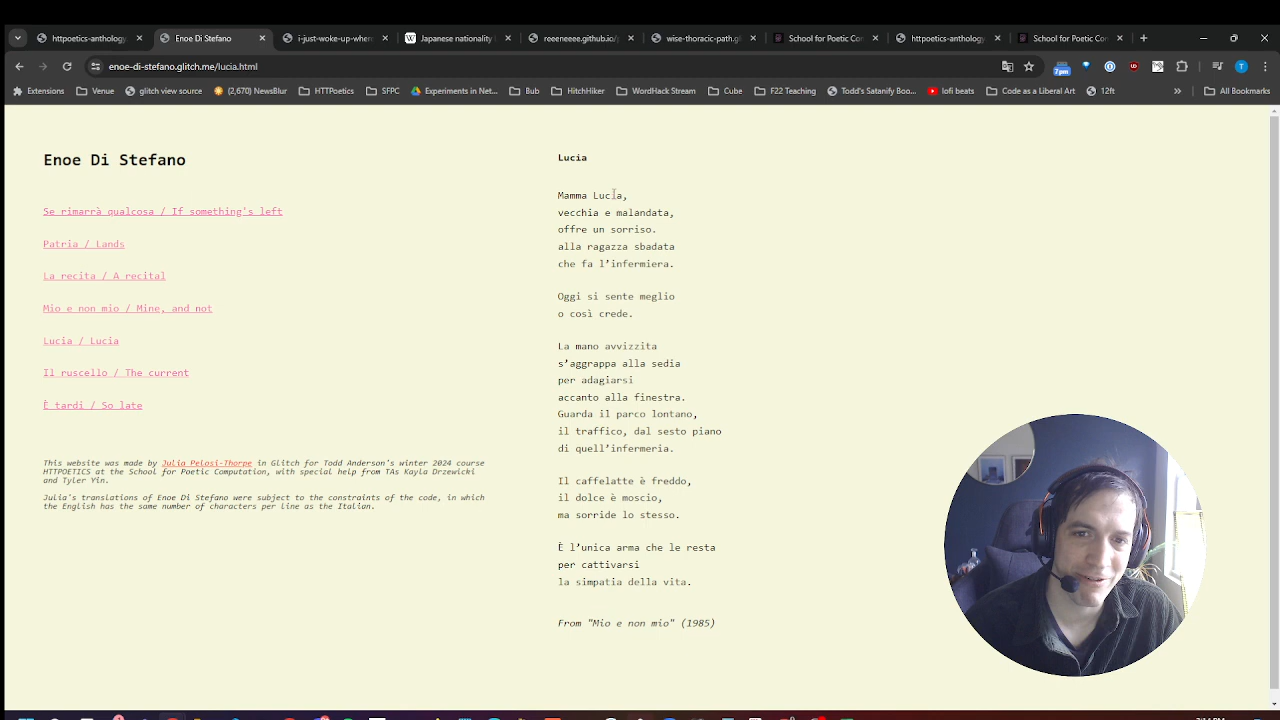 httpoetics-anthology
Enoe Di Stefano
i-just-woke-up-where
Japanese nationality l
reeeneeee.github.io/p
wise-thoracic-path.gl
School for Poetic Con
httpoetics-anthology
School for Poetic Con
enoe-di-stefano.glitch.me/lucia.html
7pm
T
Extensions
Venue
glitch view source
(2,670) NewsBlur
HTTPoetics
SFPC
Experiments in Net...
Bub
HitchHiker
WordHack Stream
Cube
F22 Teaching
Todd's Satanify Boo...
lofi beats
Code as a Liberal Art
12ft
All Bookmarks
Enoe Di Stefano
Se rimarrà qualcosa / If something's left
Patria / Lands
La recita / A recital
Mio e non mio / Mine, and not
Lucia / Lucia
Il ruscello / The current
È tardi / So late
This website was made by Julia Pelosi-Thorpe in Glitch for Todd Anderson's winter 2024 course
HTTPOETICS at the School for Poetic Computation, with special help from TAs Kayla Drzewicki
and Tyler Yin.
Julia's translations of Enoe Di Stefano were subject to the constraints of the code, in which
the English has the same number of characters per line as the Italian.
Lucia
Mamma Lucia,
vecchia e malandata,
offre un sorriso.
alla ragazza sbadata
che fa l’infermiera.
Oggi si sente meglio
o così crede.
La mano avvizzita
s’aggrappa alla sedia
per adagiarsi
accanto alla finestra.
Guarda il parco lontano,
il traffico, dal sesto piano
di quell’infermeria.
Il caffelatte è freddo,
il dolce è moscio,
ma sorride lo stesso.
È l’unica arma che le resta
per cattivarsi
la simpatia della vita.
From "Mio e non mio" (1985)